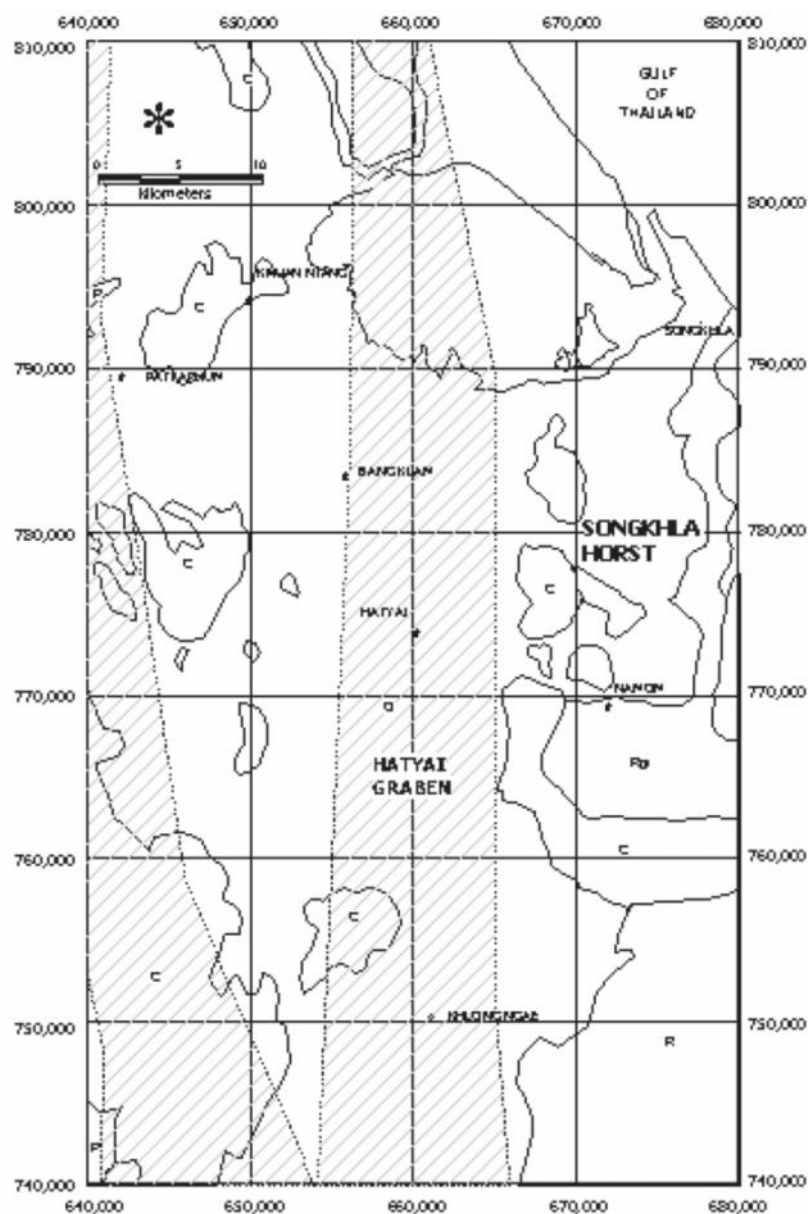 640,000 650,000 660,000 670,000 680,000
810,000 810,000
C
GULF
OF
THAILAND
*
0 5 10
Kilometers
800,000 800,000
P
C
SONGKHLA
790,000 790,000
BANGKLAM
780,000 780,000
SONGKHLA
HORST
C
C
HATYAI
NAMOM
770,000 770,000
Q
HATYAI
GRABEN
C
760,000 760,000
C
C
750,000 750,000
R
P
740,000 740,000
640,000 650,000 660,000 670,000 680,000